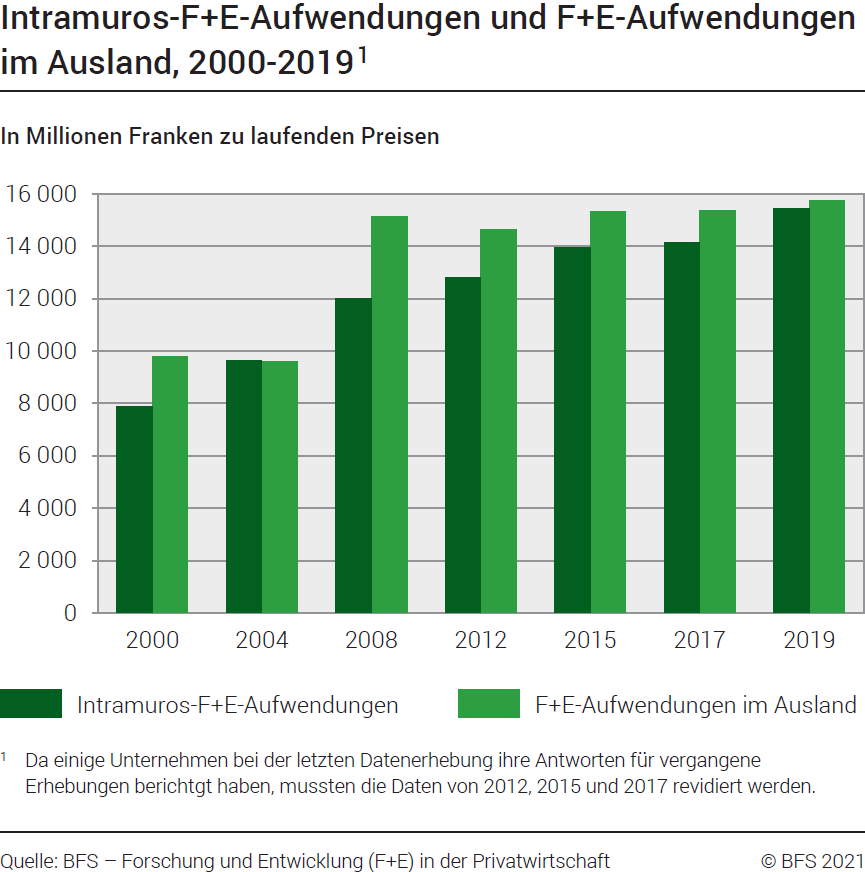 Intramuros-F+E-Aufwendungen und F+E-Aufwendungen
im Ausland, 2000-2019¹
In Millionen Franken zu laufenden Preisen
16 000
14 000
12 000
10 000
8 000
6 000
4 000
2 000
0
2000 2004 2008 2012 2015 2017 2019
Intramuros-F+E-Aufwendungen F+E-Aufwendungen im Ausland
¹ Da einige Unternehmen bei der letzten Datenerhebung ihre Antworten für vergangene
Erhebungen berichtgt haben, mussten die Daten von 2012, 2015 und 2017 revidiert werden.
Quelle: BFS – Forschung und Entwicklung (F+E) in der Privatwirtschaft © BFS 2021